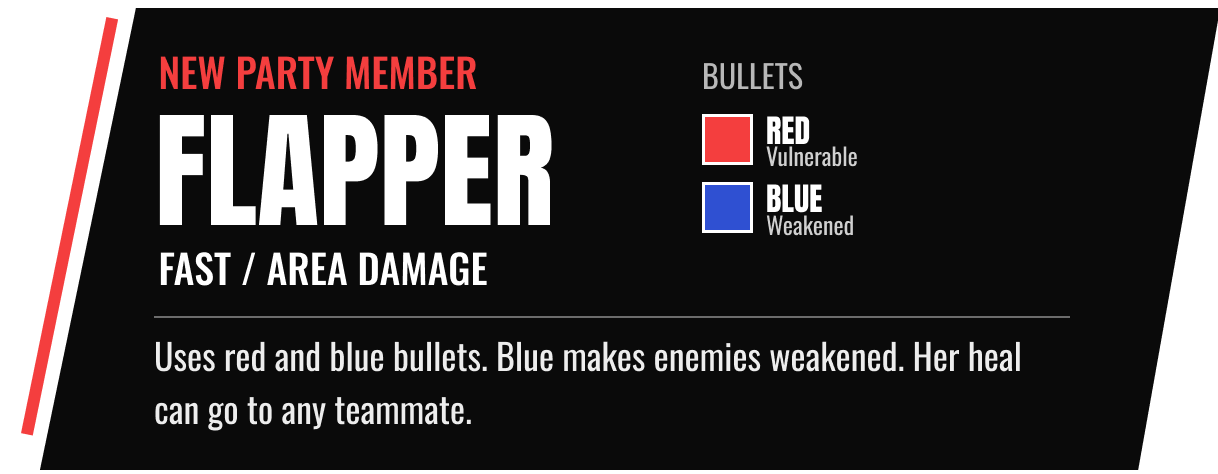 NEW PARTY MEMBER
FLAPPER
FAST / AREA DAMAGE
BULLETS
RED
Vulnerable
BLUE
Weakened
Uses red and blue bullets. Blue makes enemies weakened. Her heal
can go to any teammate.